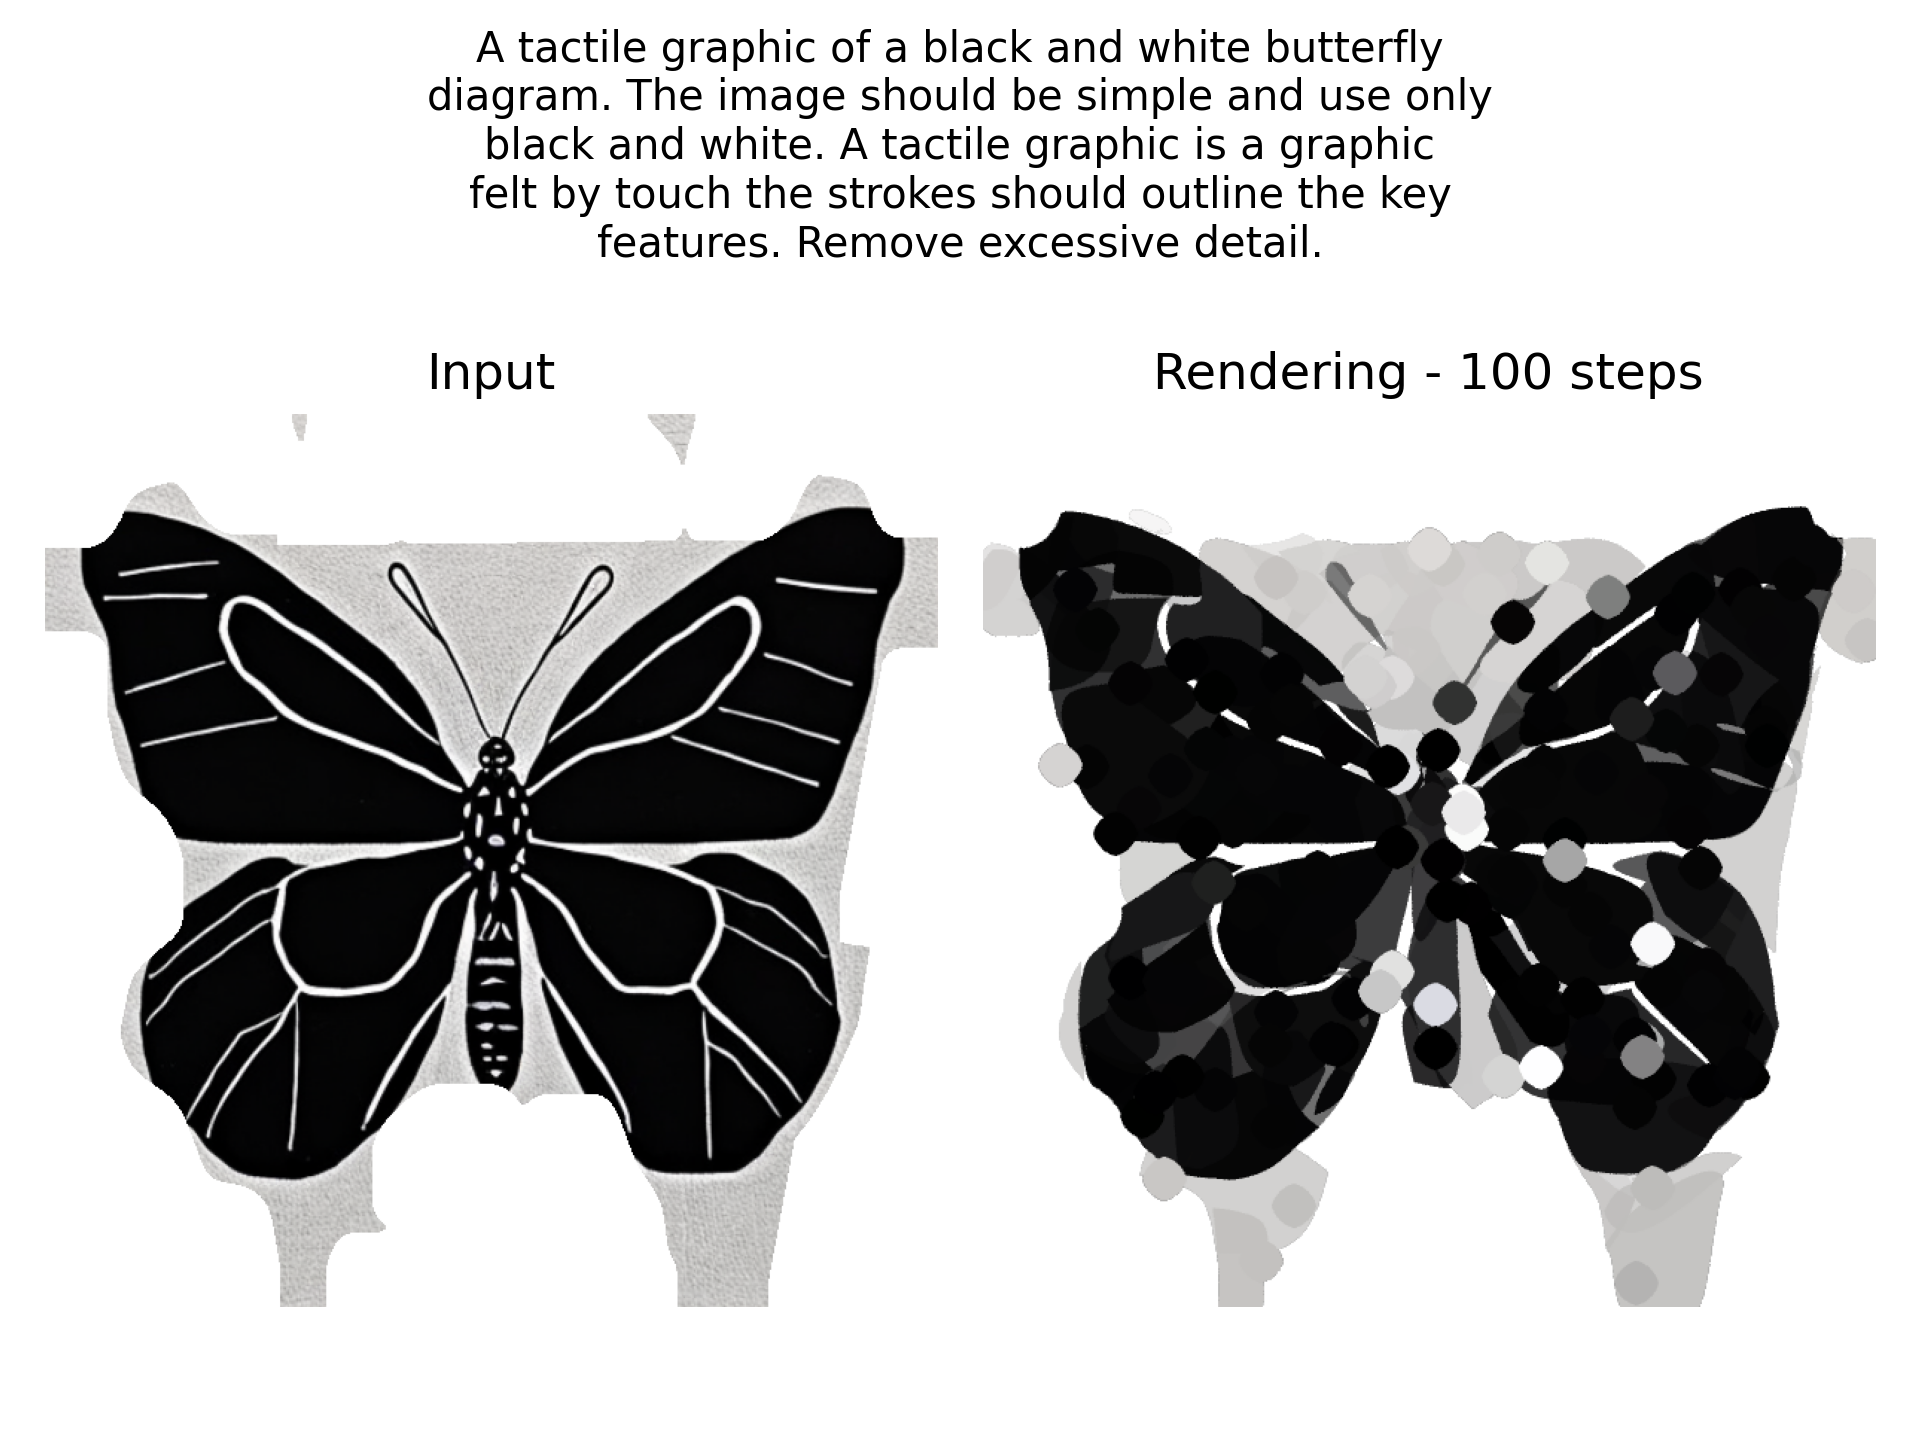 A tactile graphic of a black and white butterfly
diagram. The image should be simple and use only
black and white. A tactile graphic is a graphic
felt by touch the strokes should outline the key
features. Remove excessive detail.
Input
Rendering - 100 steps